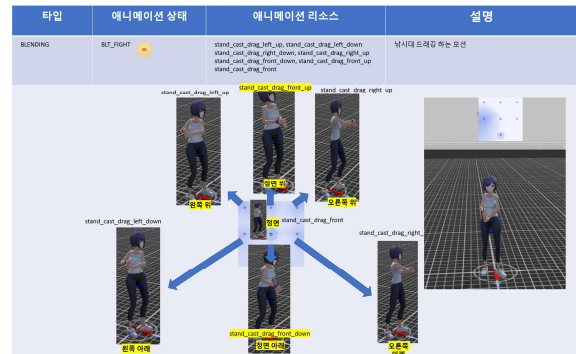 타입 애니메이션 상태 애니메이션 리소스 설명
BLENDING BLT_FIGHT stand_cast_drag_left_up, stand_cast_drag_left_down 낚시대 드래깅 하는 모션
stand_cast_drag_right_down, stand_cast_drag_right_up
stand_cast_drag_front_down, stand_cast_drag_front_up
stand_cast_drag_front
stand_cast_drag_left_up
stand_cast_drag_front_up
stand_cast_drag_right_up
왼쪽 위
정면 위
오른쪽 위
정면
stand_cast_drag_front
stand_cast_drag_left_down
stand_cast_drag_right_
stand_cast_drag_front_down
왼쪽 아래
정면 아래
오른쪽